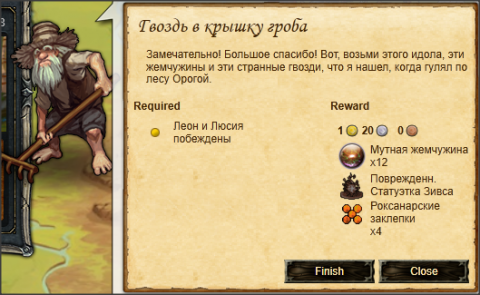 Гвоздь в крышку гроба
Замечательно! Большое спасибо! Вот, возьми этого идола, эти
жемчужины и эти странные гвозди, что я нашел, когда гулял по
лесу Орогой.
Required
Леон и Люсия
побеждены
Reward
1 20 0
Мутная жемчужина
x12
Поврежденн.
Статуэтка Зивса
Роксанарские
заклепки
x4
Finish
Close